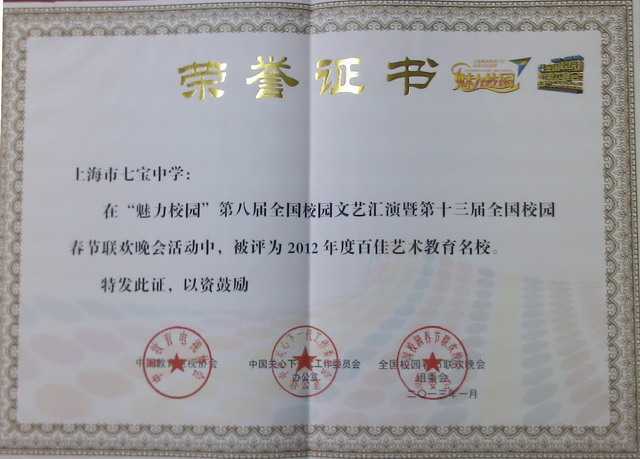 荣誉证书
魅力校园
上海市七宝中学:
在“魅力校园”第八届全国校园文艺汇演暨第十三届全国校园
春节联欢晚会活动中，被评为 2012 年度百佳艺术教育名校。
特发此证，以资鼓励
中国教育电视协会
中国关心下一代工作委员会
办公室
全国校园春节联欢晚会
组委会
二〇一三年一月